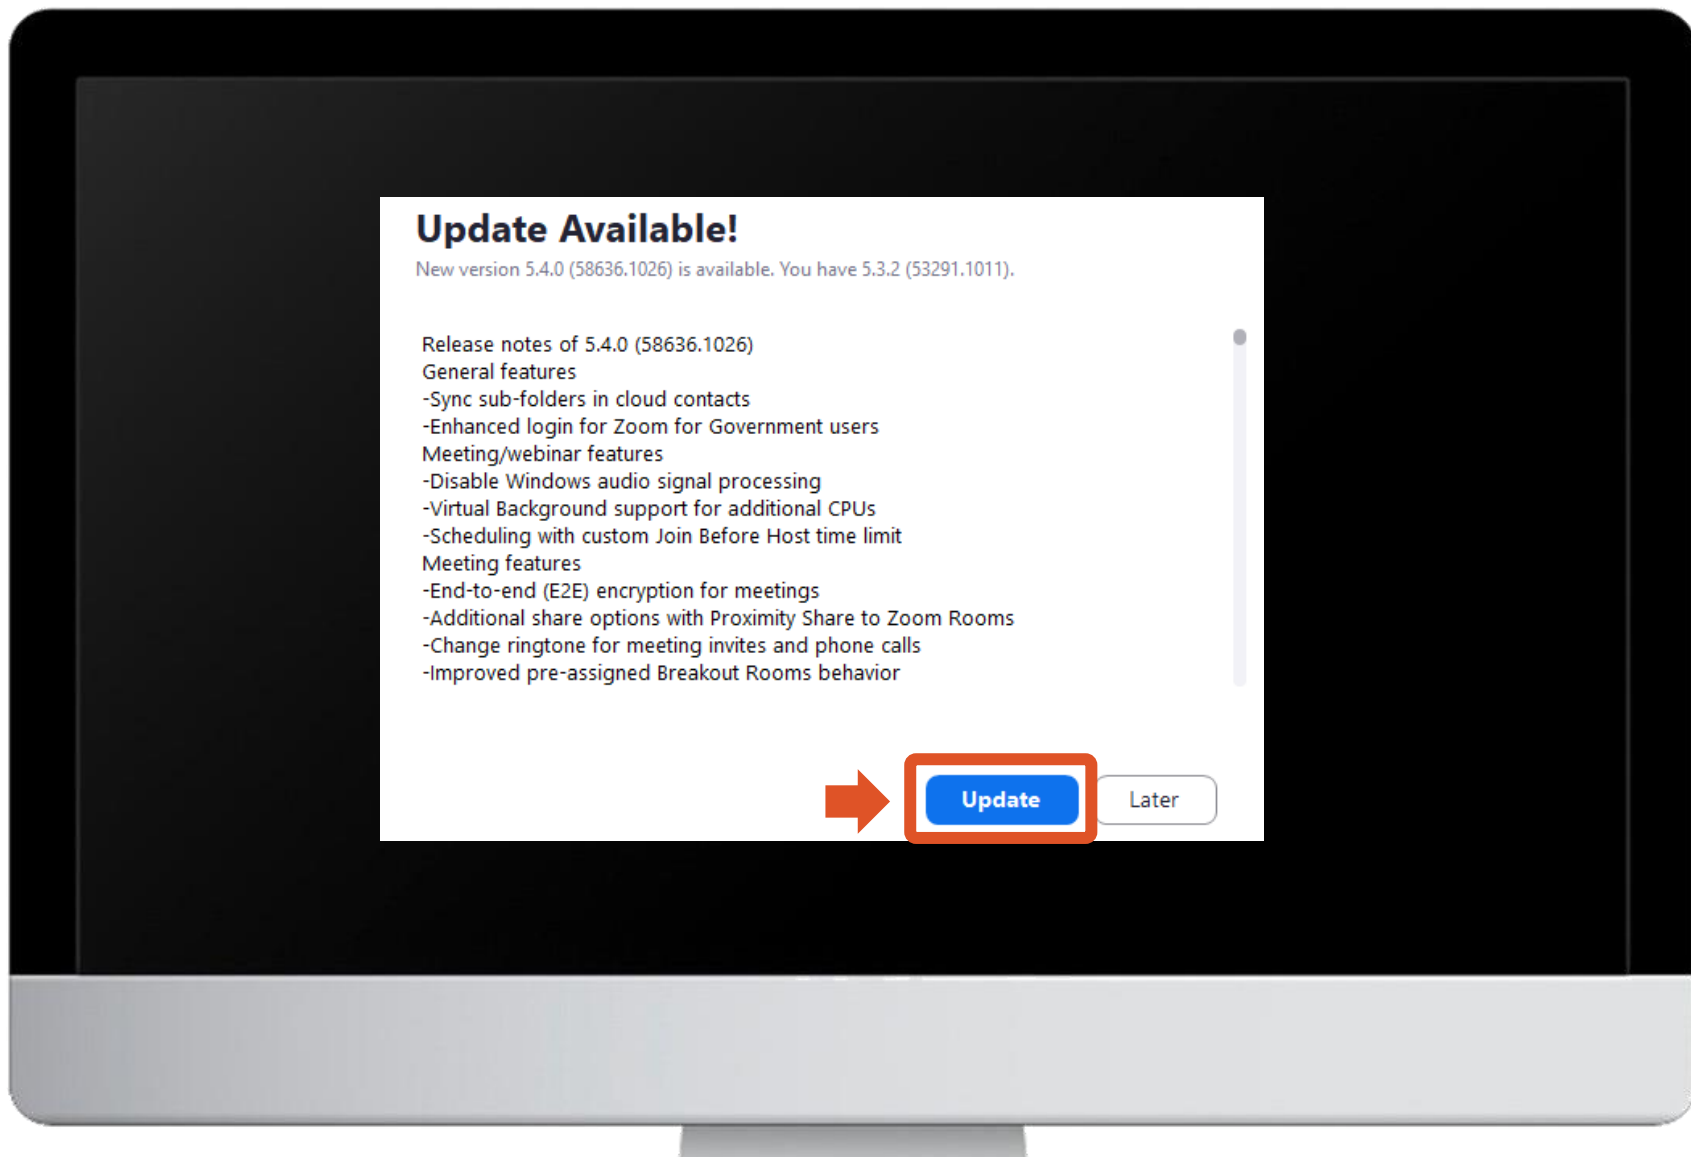 Update Available!
New version 5.4.0 (58636.1026) is available. You have 5.3.2 (53291.1011).
Release notes of 5.4.0 (58636.1026)
General features
-Sync sub-folders in cloud contacts
-Enhanced login for Zoom for Government users
Meeting/webinar features
-Disable Windows audio signal processing
-Virtual Background support for additional CPUs
-Scheduling with custom Join Before Host time limit
Meeting features
-End-to-end (E2E) encryption for meetings
-Additional share options with Proximity Share to Zoom Rooms
-Change ringtone for meeting invites and phone calls
-Improved pre-assigned Breakout Rooms behavior
Update Later